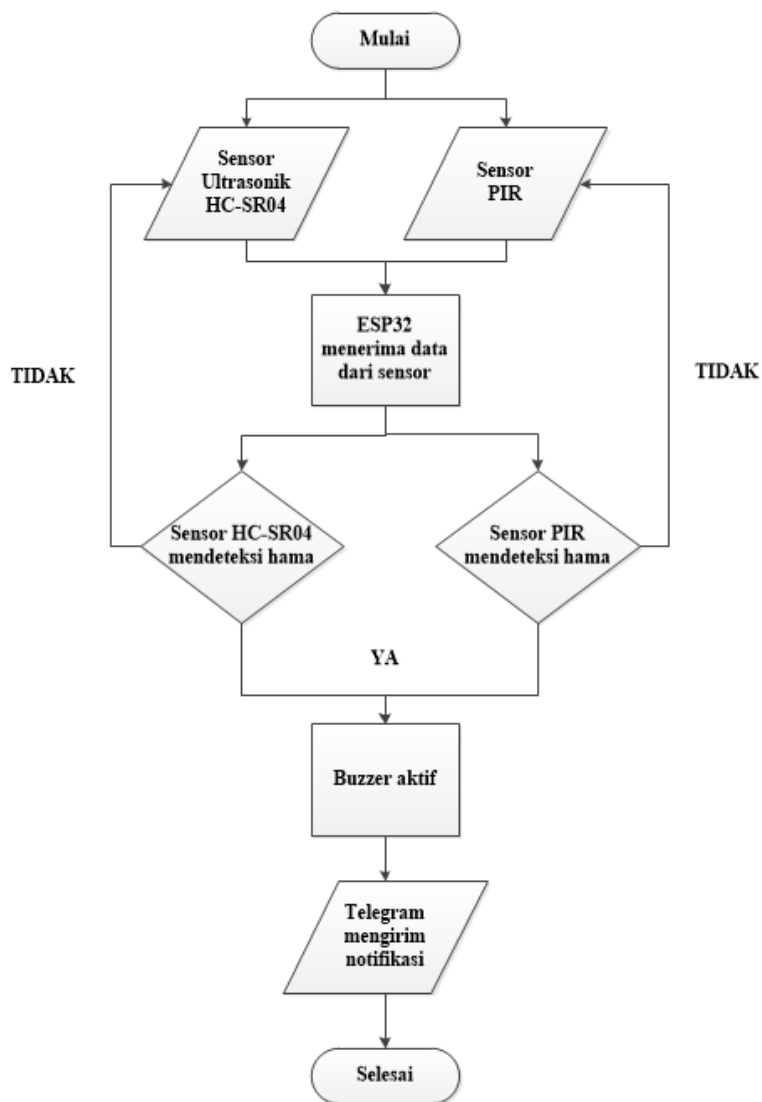 Mulai
Sensor
Ultrasonik
HC-SR04
Sensor
PIR
ESP32
menerima data
dari sensor
TIDAK
TIDAK
Sensor HC-SR04
mendeteksi hama
Sensor PIR
mendeteksi hama
YA
Buzzer aktif
Telegram
mengirim
notifikasi
Selesai